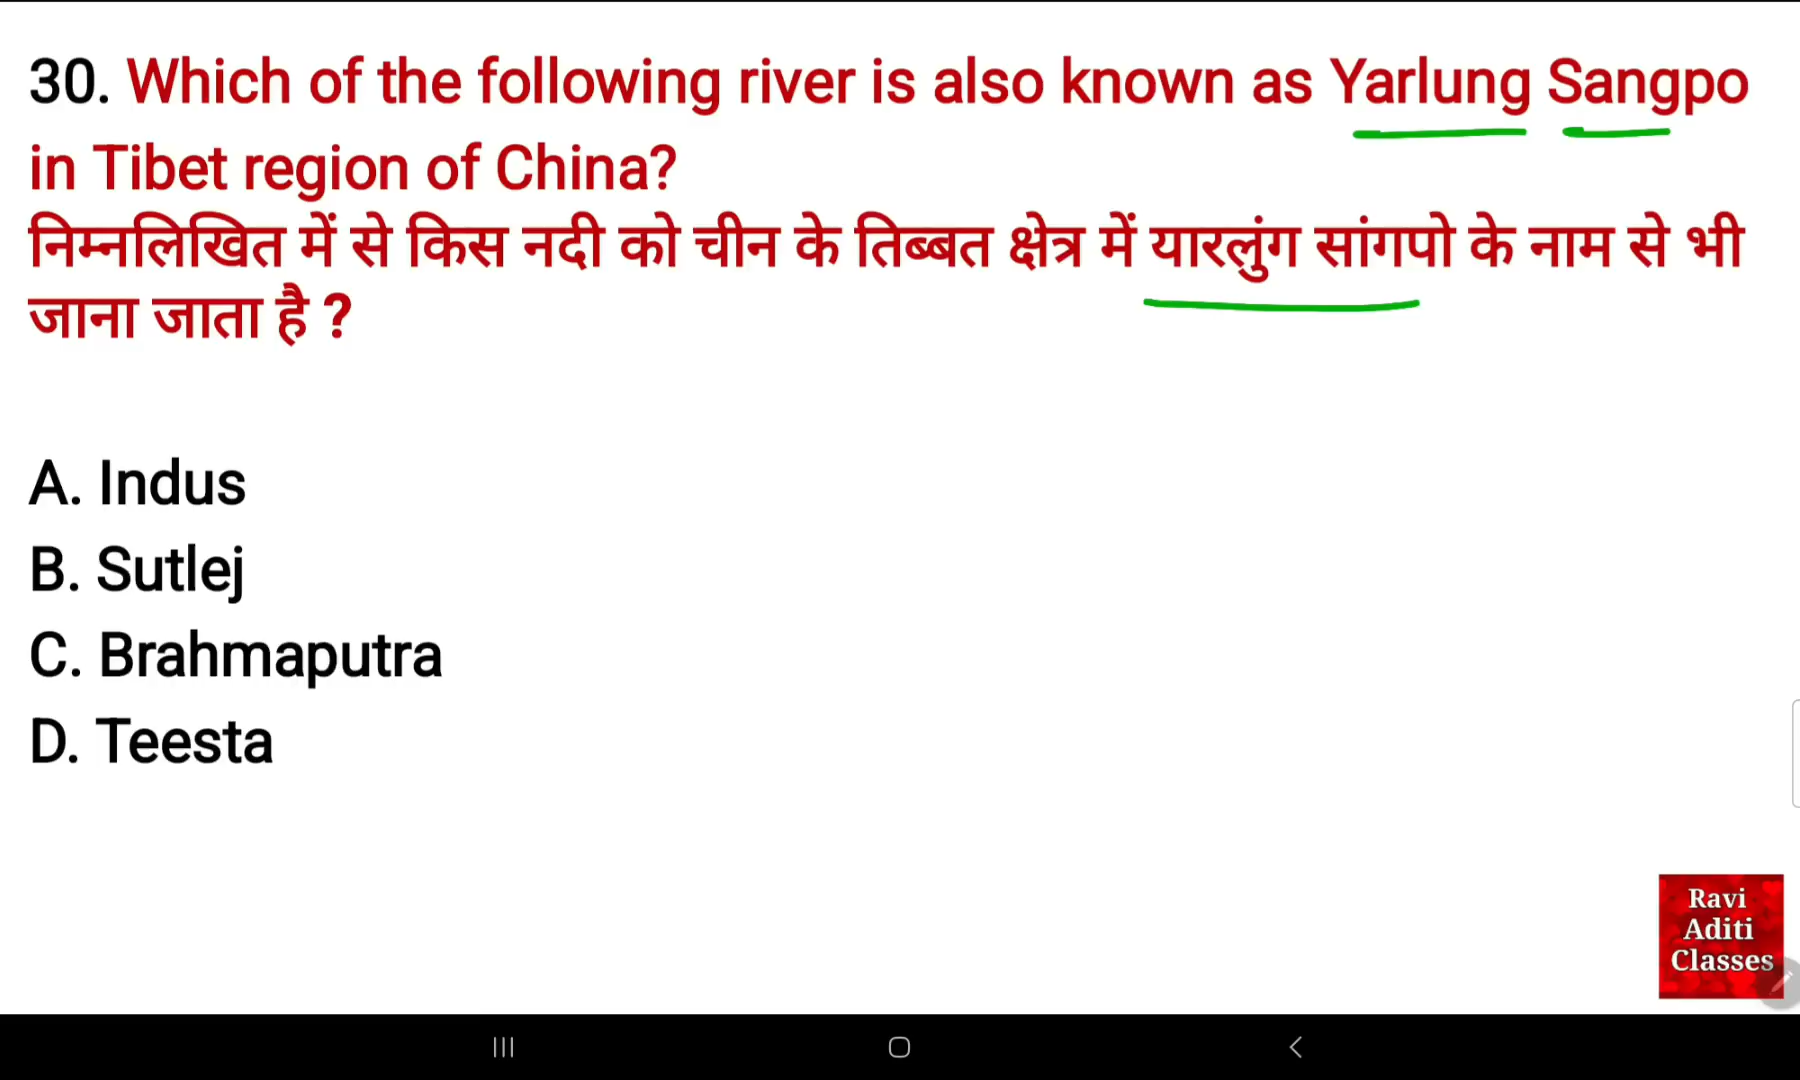 30. Which of the following river is also known as Yarlung Sangpo
in Tibet region of China?
निम्नलिखित में से किस नदी को चीन के तिब्बत क्षेत्र में यारलुंग सांगपो के नाम से भी
जाना जाता है ?
A. Indus
B. Sutlej
C. Brahmaputra
D. Teesta
Ravi
Aditi
Classes